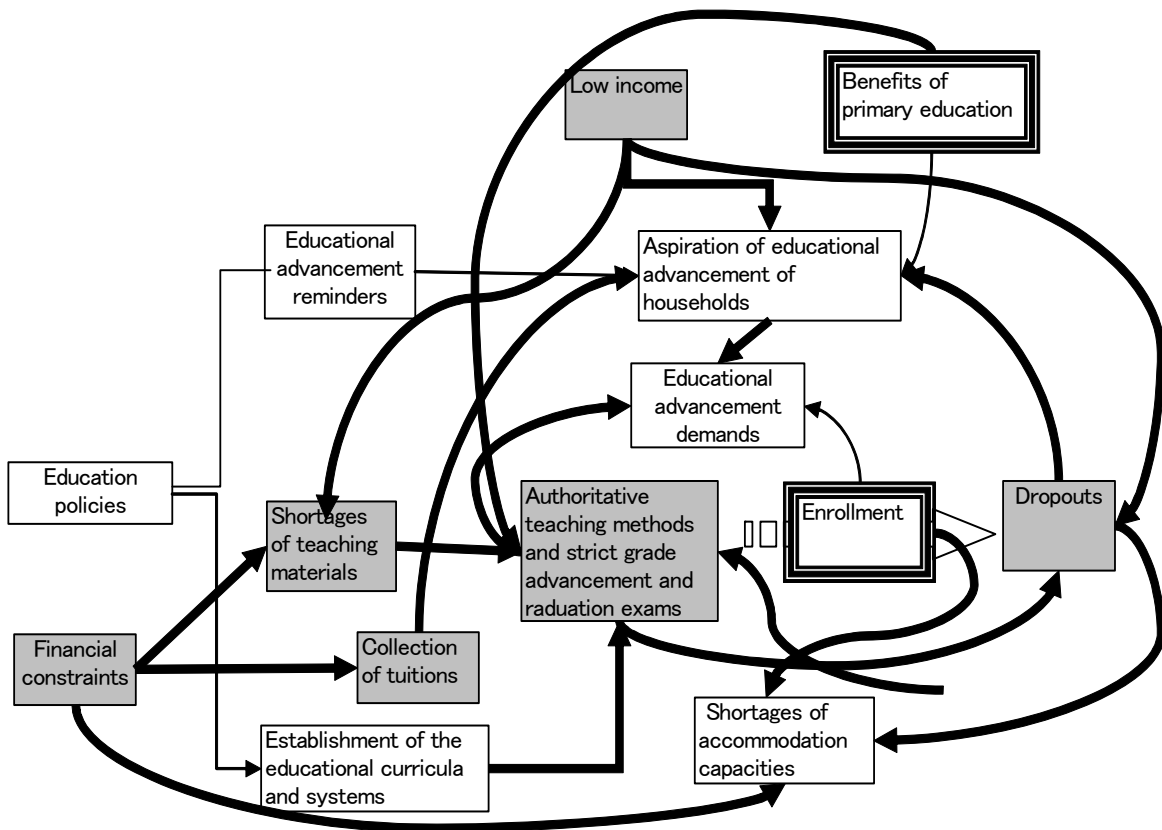 Low income
Benefits of
primary education
Educational
advancement
reminders
Aspiration of educational
advancement of
households
Educational
advancement
demands
Education
policies
Shortages
of teaching
materials
Authoritative
teaching methods
and strict grade
advancement and
raduation exams
Enrollment
Dropouts
Financial
constraints
Collection
of tuitions
Shortages of
accommodation
capacities
Establishment of the
educational curricula
and systems